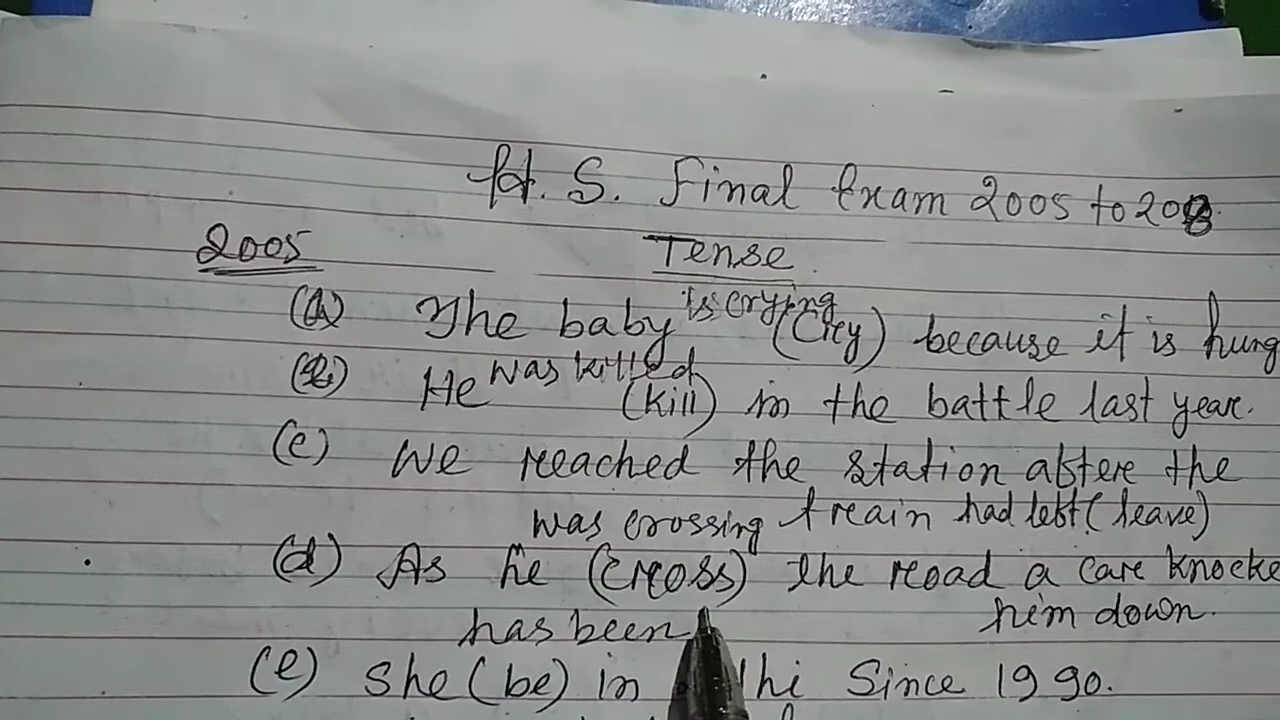 H. S. Final Exam 2005 to 2008
2005 Tense
(a) The baby is crying (Cry) because it is hung
(b) He was killed (Kill) in the battle last year.
(c) We reached the station after the
train had left (leave)
was crossing
(d) As he (Cross) the road a car knocke
him down.
has been
(e) She (be) in lhi Since 1990.